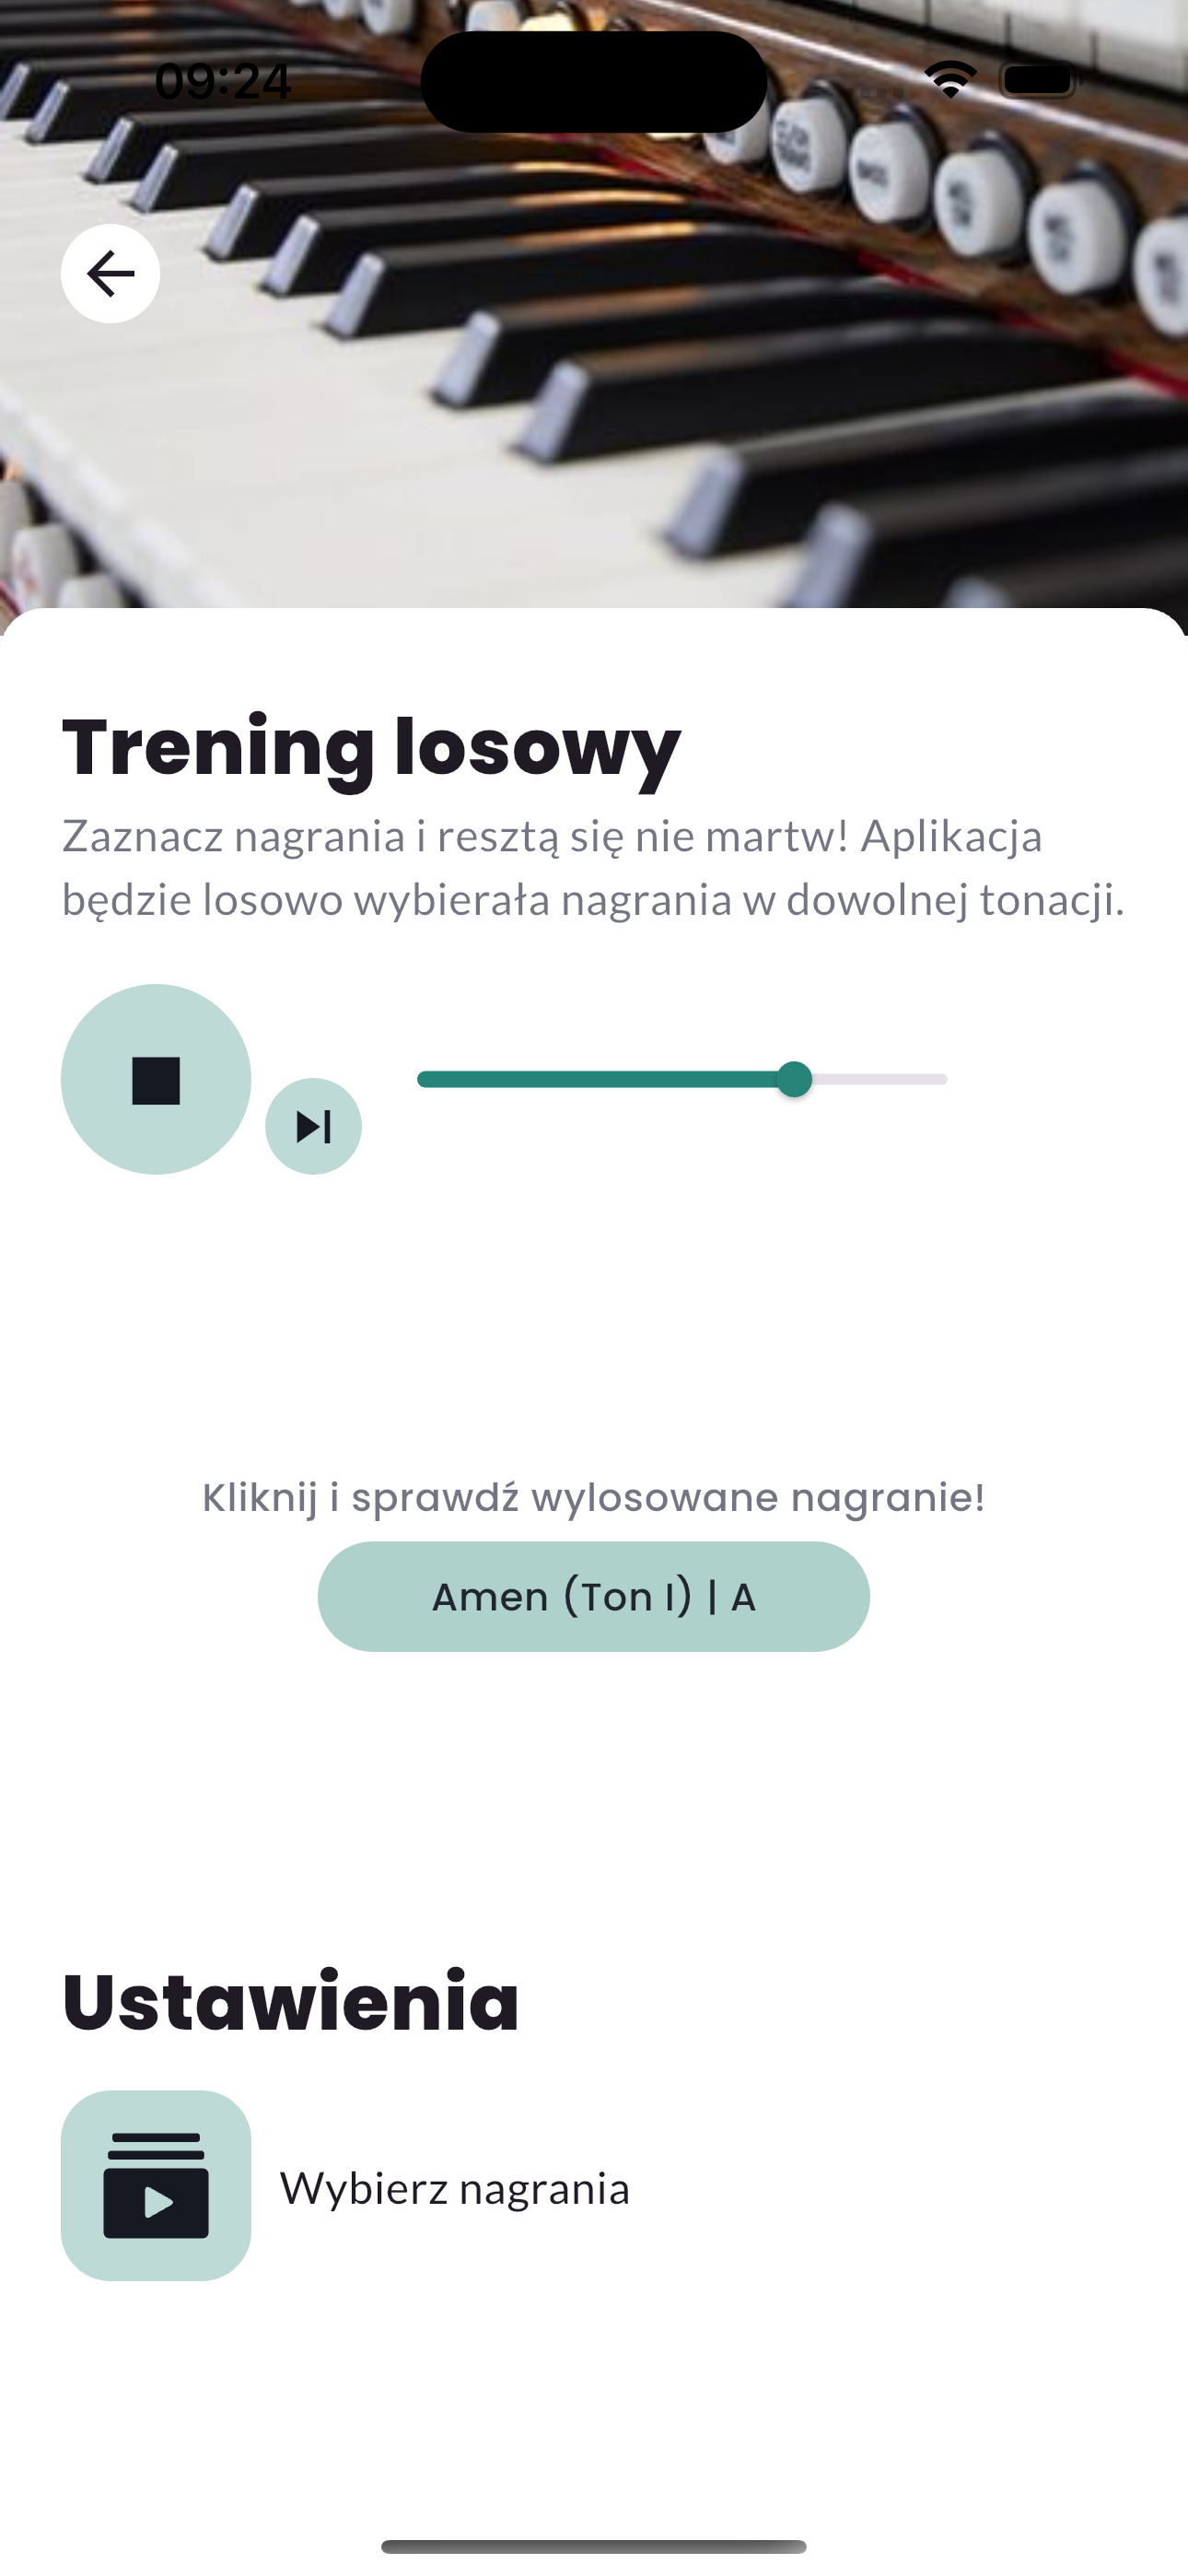 09:24
Trening losowy
Zaznacz nagrania i resztą się nie martw! Aplikacja
będzie losowo wybierała nagrania w dowolnej tonacji.
Kliknij i sprawdź wylosowane nagranie!
Amen (Ton I) | A
Ustawienia
Wybierz nagrania